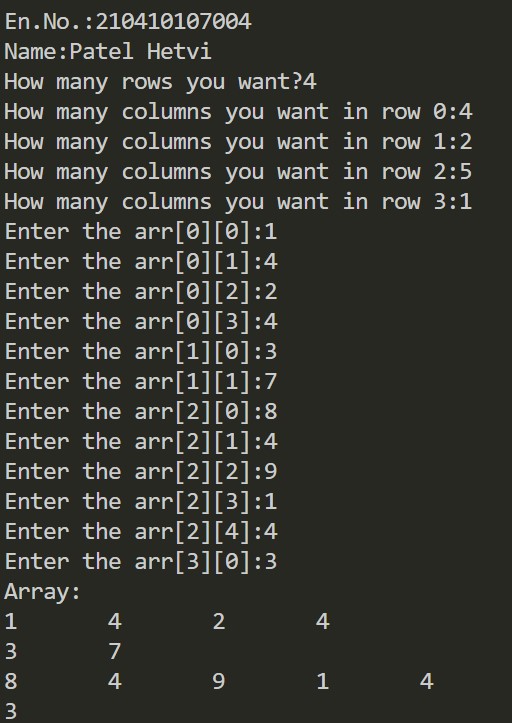 En.No.:210410107004
Name:Patel Hetvi
How many rows you want?4
How many columns you want in row 0:4
How many columns you want in row 1:2
How many columns you want in row 2:5
How many columns you want in row 3:1
Enter the arr[0][0]:1
Enter the arr[0][1]:4
Enter the arr[0][2]:2
Enter the arr[0][3]:4
Enter the arr[1][0]:3
Enter the arr[1][1]:7
Enter the arr[2][0]:8
Enter the arr[2][1]:4
Enter the arr[2][2]:9
Enter the arr[2][3]:1
Enter the arr[2][4]:4
Enter the arr[3][0]:3
Array:
1	4	2	4
3	7
8	4	9	1	4
3